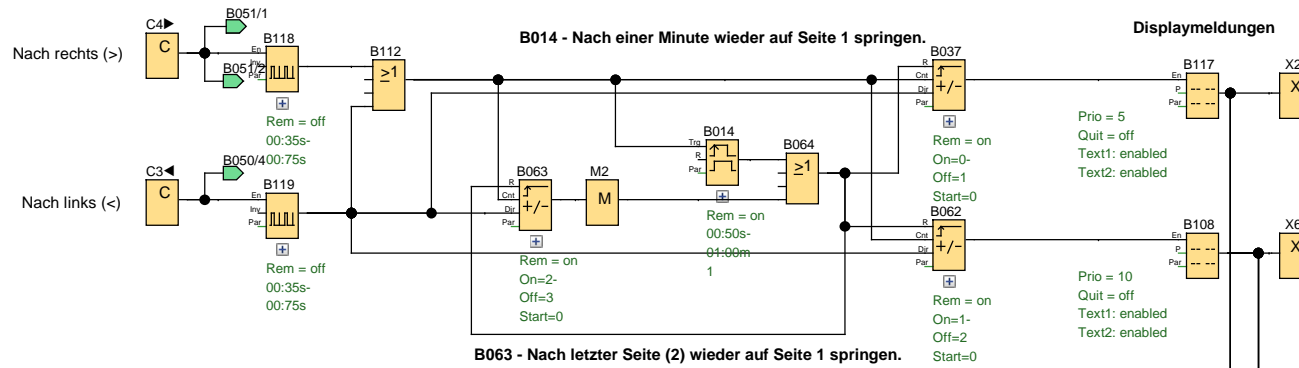 B051/1
C4▶
C
Nach rechts (>)
B051/2
B118
En
Inv
Par
Rem = off
00:35s-
00:75s
B112
≥1
B014 - Nach einer Minute wieder auf Seite 1 springen.
B037
R
Cnt
Dir
Par
+/-
Rem = on
On=0-
Off=1
Start=0
Displaymeldungen
B117
En
P
Par
Prio = 5
Quit = off
Text1: enabled
Text2: enabled
X2
X
C3◀
C
Nach links (<)
B050/4
B119
En
Inv
Par
Rem = off
00:35s-
00:75s
B063
R
Cnt
Dir
Par
+/-
Rem = on
On=2-
Off=3
Start=0
M2
M
B014
Trg
R
Par
Rem = on
00:50s-
01:00m
1
B064
≥1
B062
R
Cnt
Dir
Par
+/-
Rem = on
On=1-
Off=2
Start=0
B108
En
P
Par
Prio = 10
Quit = off
Text1: enabled
Text2: enabled
X6
X
B063 - Nach letzter Seite (2) wieder auf Seite 1 springen.